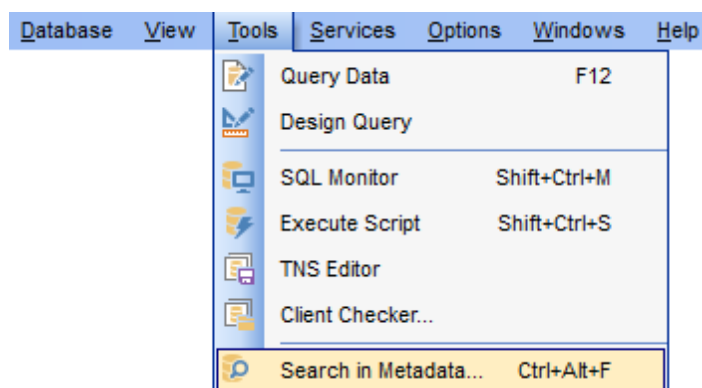 Database View Tools Services Options Windows Help
Query Data F12
Design Query
SQL Monitor Shift+Ctrl+M
Execute Script Shift+Ctrl+S
TNS Editor
Client Checker...
Search in Metadata... Ctrl+Alt+F